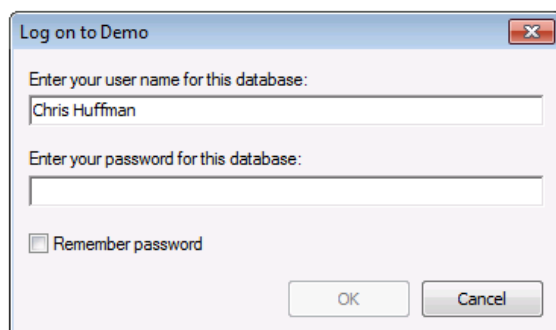 Log on to Demo
Enter your user name for this database:
Chris Huffman
Enter your password for this database:
Remember password
OK
Cancel